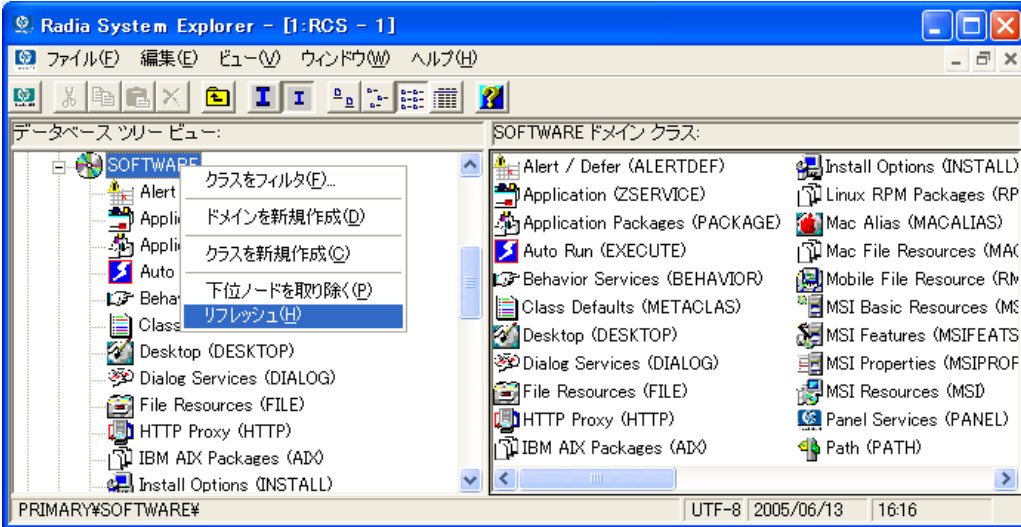 Radia System Explorer - [1:RCS - 1]
ファイル(F) 編集(E) ビュー(V) ウィンドウ(W) ヘルプ(H)
データベース ツリー ビュー:
SOFTWARE
Alert
Appli
Appli
Auto
Beha
Class
Desktop (DESKTOP)
Dialog Services (DIALOG)
File Resources (FILE)
HTTP Proxy (HTTP)
IBM AIX Packages (AIX)
Install Options (INSTALL)
クラスをフィルタ(F)...
ドメインを新規作成(D)
クラスを新規作成(C)
下位ノードを取り除く(P)
リフレッシュ(H)
SOFTWARE ドメイン クラス:
Alert / Defer (ALERTDEF)
Application (ZSERVICE)
Application Packages (PACKAGE)
Auto Run (EXECUTE)
Behavior Services (BEHAVIOR)
Class Defaults (METACLAS)
Desktop (DESKTOP)
Dialog Services (DIALOG)
File Resources (FILE)
HTTP Proxy (HTTP)
IBM AIX Packages (AIX)
Install Options (INSTALL)
Linux RPM Packages (RP
Mac Alias (MACALIAS)
Mac File Resources (MAC
Mobile File Resource (RM
MSI Basic Resources (MS
MSI Features (MSIFEATS
MSI Properties (MSIPROF
MSI Resources (MSI)
Panel Services (PANEL)
Path (PATH)
PRIMARY¥SOFTWARE¥
UTF-8 2005/06/13 16:16